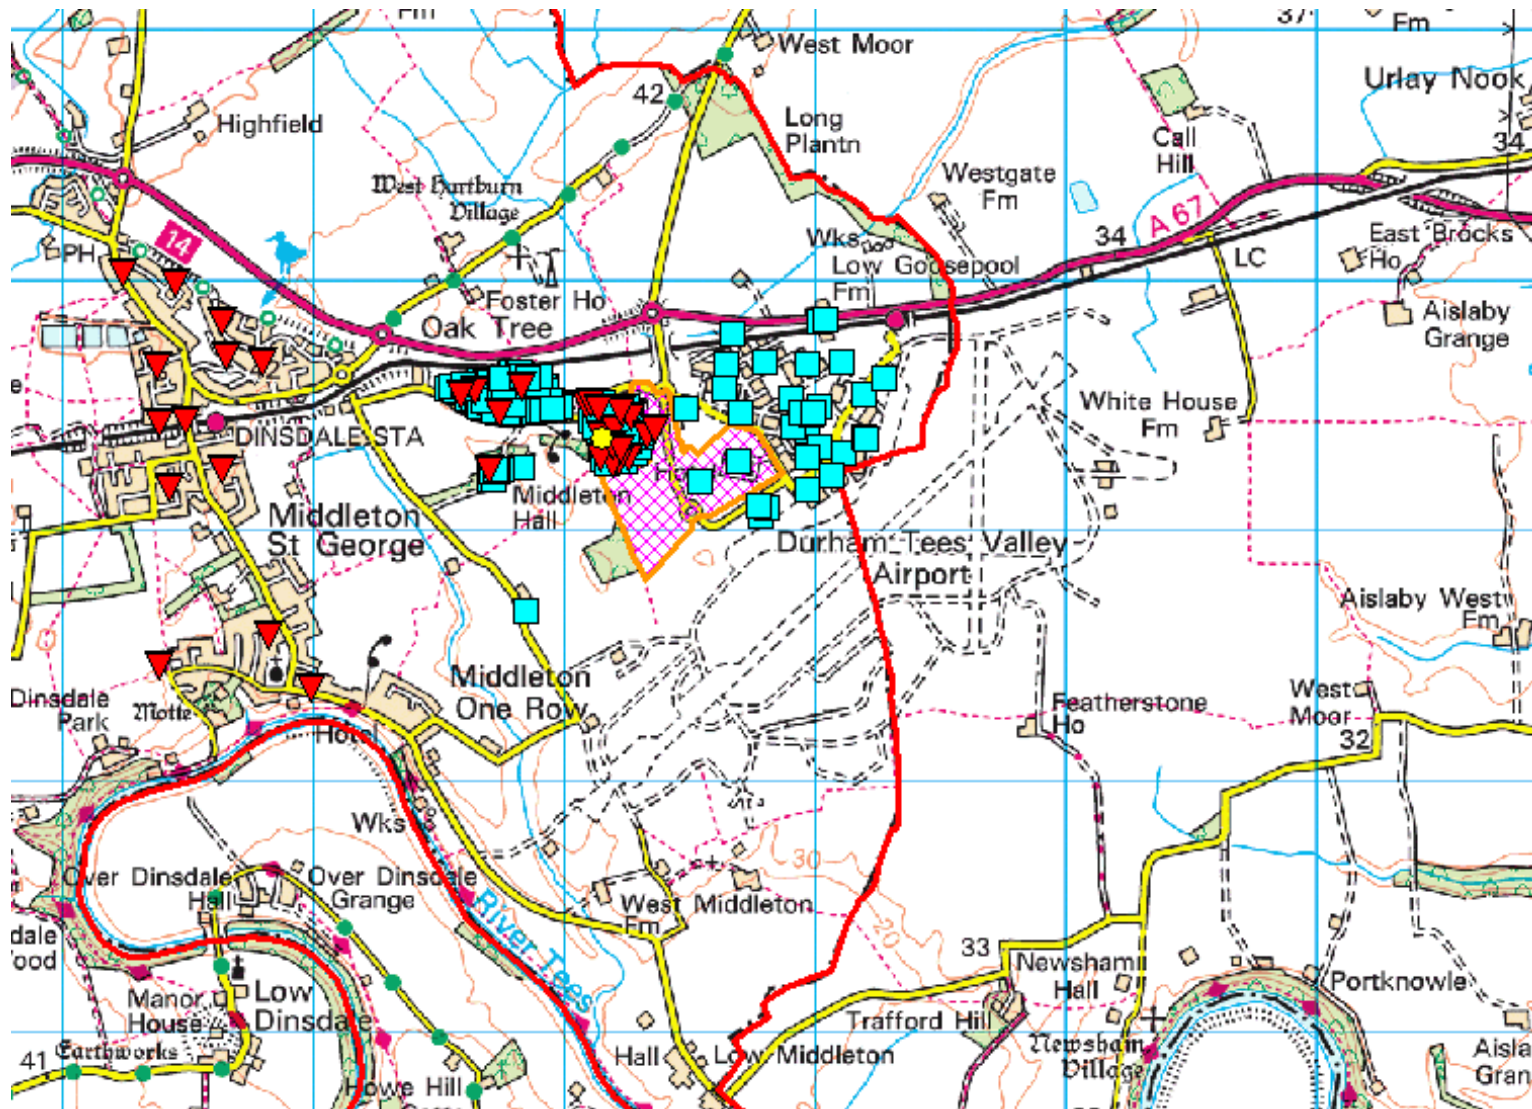 Fm
37
Fm
West Moor
Urlay Nook
42
Highfield
Long
Plantn
Call
Hill
34
West Hartburn
Village
Westgate
Fm
A 67
14
PH
Wks
34
East Brocks
Ho
LC
Low Goosepool
Fm
Foster Ho
Oak Tree
Aislaby
Grange
White House
Fm
DINSDALE STA
Middleton
Hall
Middleton
St George
Durham Tees Valley
Airport
Aislaby West
Fm
Middleton
One Row
Dinsdale
Park
Motte
West
Moor
Featherstone
Ho
32
Hotel
Wks
30
Over Dinsdale
Hall
Over Dinsdale
Grange
West Middleton
Fm
River Tees
20
33
dale
ood
Newsham
Hall
Portknowle
Manor
House
Low
Dinsdale
Trafford Hill
Newsham
Village
41
Earthworks
Hall
Low Middleton
Aisla
Gran
Howe Hill